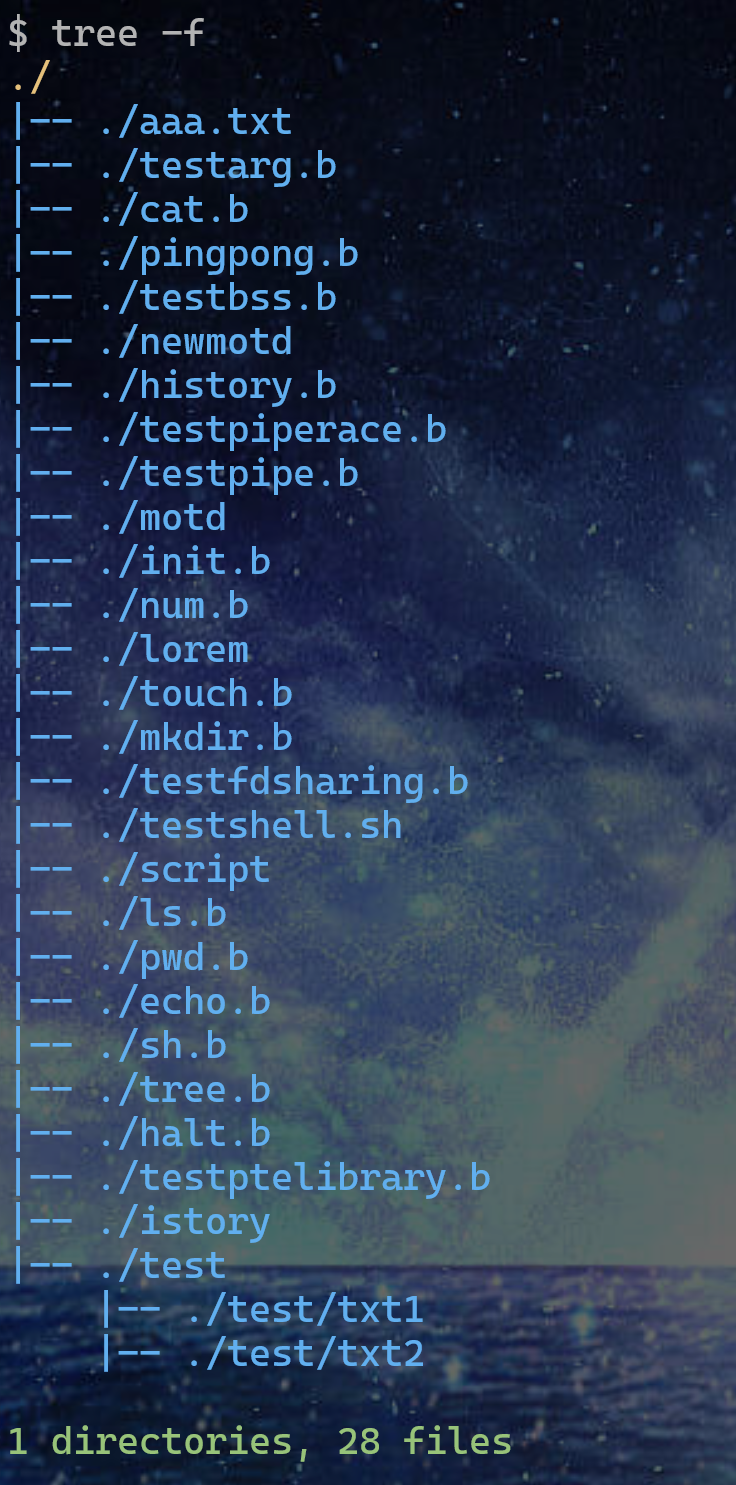 $ tree -f
./
|-- ./aaa.txt
|-- ./testarg.b
|-- ./cat.b
|-- ./pingpong.b
|-- ./testbss.b
|-- ./newmotd
|-- ./history.b
|-- ./testpiperace.b
|-- ./testpipe.b
|-- ./motd
|-- ./init.b
|-- ./num.b
|-- ./lorem
|-- ./touch.b
|-- ./mkdir.b
|-- ./testfdsharing.b
|-- ./testshell.sh
|-- ./script
|-- ./ls.b
|-- ./pwd.b
|-- ./echo.b
|-- ./sh.b
|-- ./tree.b
|-- ./halt.b
|-- ./testptelibrary.b
|-- ./istory
|-- ./test
    |-- ./test/txt1
    |-- ./test/txt2
1 directories, 28 files